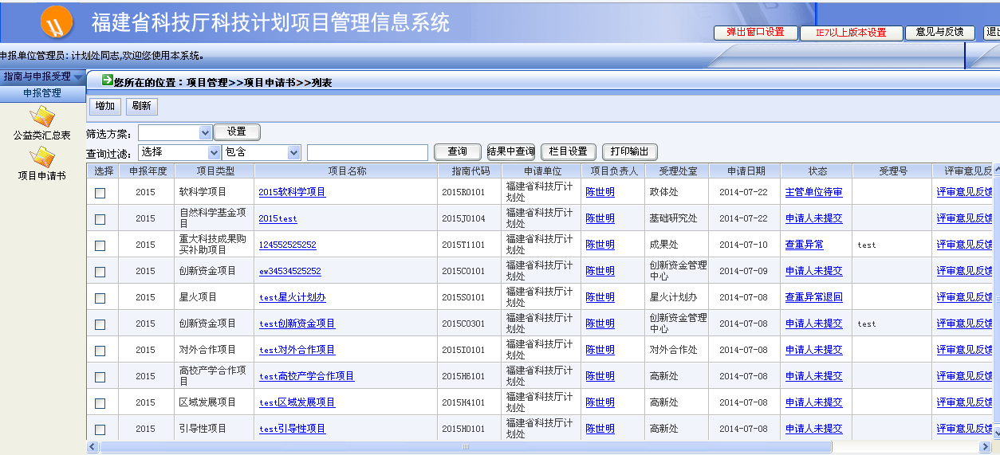 福建省科技厅科技计划项目管理信息系统
弹出窗口设置 IE7以上版本设置 意见与反馈 退出
申报单位管理员: 计划处同志,欢迎您使用本系统。
指南与申报受理
申报管理
公益类汇总表
项目申请书
您所在的位置：项目管理>>项目申请书>>列表
增加 刷新
筛选方案: 设置
查询过滤: 选择 包含 查询 结果中查询 栏目设置 打印输出
选择 申报年度 项目类型 项目名称 指南代码 申请单位 项目负责人 受理处室 申请日期 状态 受理号 评审意见反
2015 软科学项目 2015软科学项目 2015R0101 福建省科技厅计划处 陈世明 政体处 2014-07-22 主管单位待审 评审意见反馈
2015 自然科学基金项目 2015test 2015J0104 福建省科技厅计划处 陈世明 基础研究处 2014-07-22 申请人未提交 评审意见反馈
2015 重大科技成果购买补助项目 124552525252 2015T1101 福建省科技厅计划处 陈世明 成果处 2014-07-10 查重异常 test 评审意见反馈
2015 创新资金项目 ew34534525252 2015C0101 福建省科技厅计划处 陈世明 创新资金管理中心 2014-07-09 申请人未提交 评审意见反馈
2015 星火项目 test星火计划办 2015S0101 福建省科技厅计划处 陈世明 星火计划办 2014-07-08 查重异常退回 评审意见反馈
2015 创新资金项目 test创新资金项目 2015C0301 福建省科技厅计划处 陈世明 创新资金管理中心 2014-07-08 申请人未提交 test 评审意见反馈
2015 对外合作项目 test对外合作项目 2015I0101 福建省科技厅计划处 陈世明 对外合作处 2014-07-08 申请人未提交 评审意见反馈
2015 高校产学合作项目 test高校产学合作项目 2015H6101 福建省科技厅计划处 陈世明 高新处 2014-07-08 申请人未提交 评审意见反馈
2015 区域发展项目 test区域发展项目 2015H4101 福建省科技厅计划处 陈世明 高新处 2014-07-08 申请人未提交 评审意见反馈
2015 引导性项目 test引导性项目 2015H0101 福建省科技厅计划处 陈世明 高新处 2014-07-08 申请人未提交 评审意见反馈